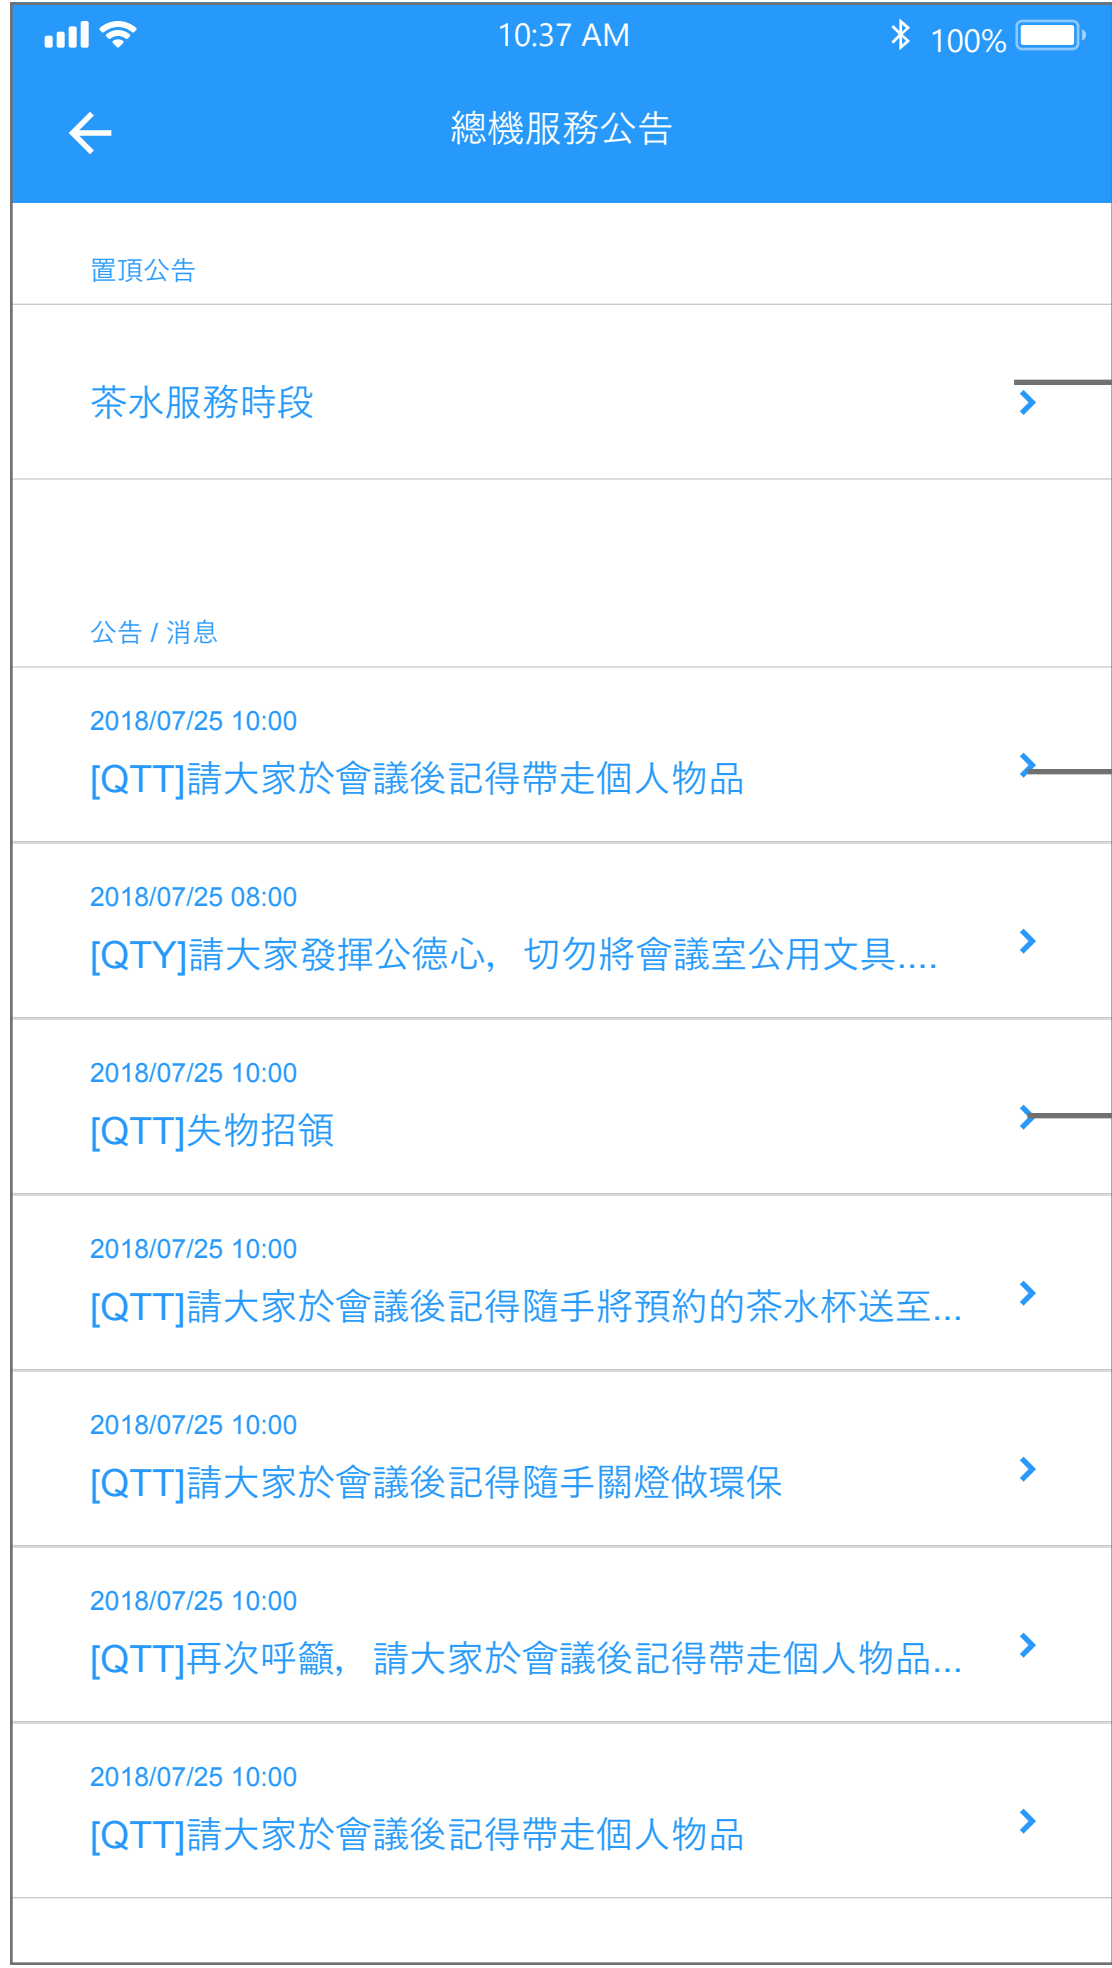 10:37 AM
100%
總機服務公告
置頂公告
茶水服務時段
公告 / 消息
2018/07/25 10:00
[QTT]請大家於會議後記得帶走個人物品
2018/07/25 08:00
[QTY]請大家發揮公德心，切勿將會議室公用文具....
2018/07/25 10:00
[QTT]失物招領
2018/07/25 10:00
[QTT]請大家於會議後記得隨手將預約的茶水杯送至...
2018/07/25 10:00
[QTT]請大家於會議後記得隨手關燈做環保
2018/07/25 10:00
[QTT]再次呼籲，請大家於會議後記得帶走個人物品...
2018/07/25 10:00
[QTT]請大家於會議後記得帶走個人物品